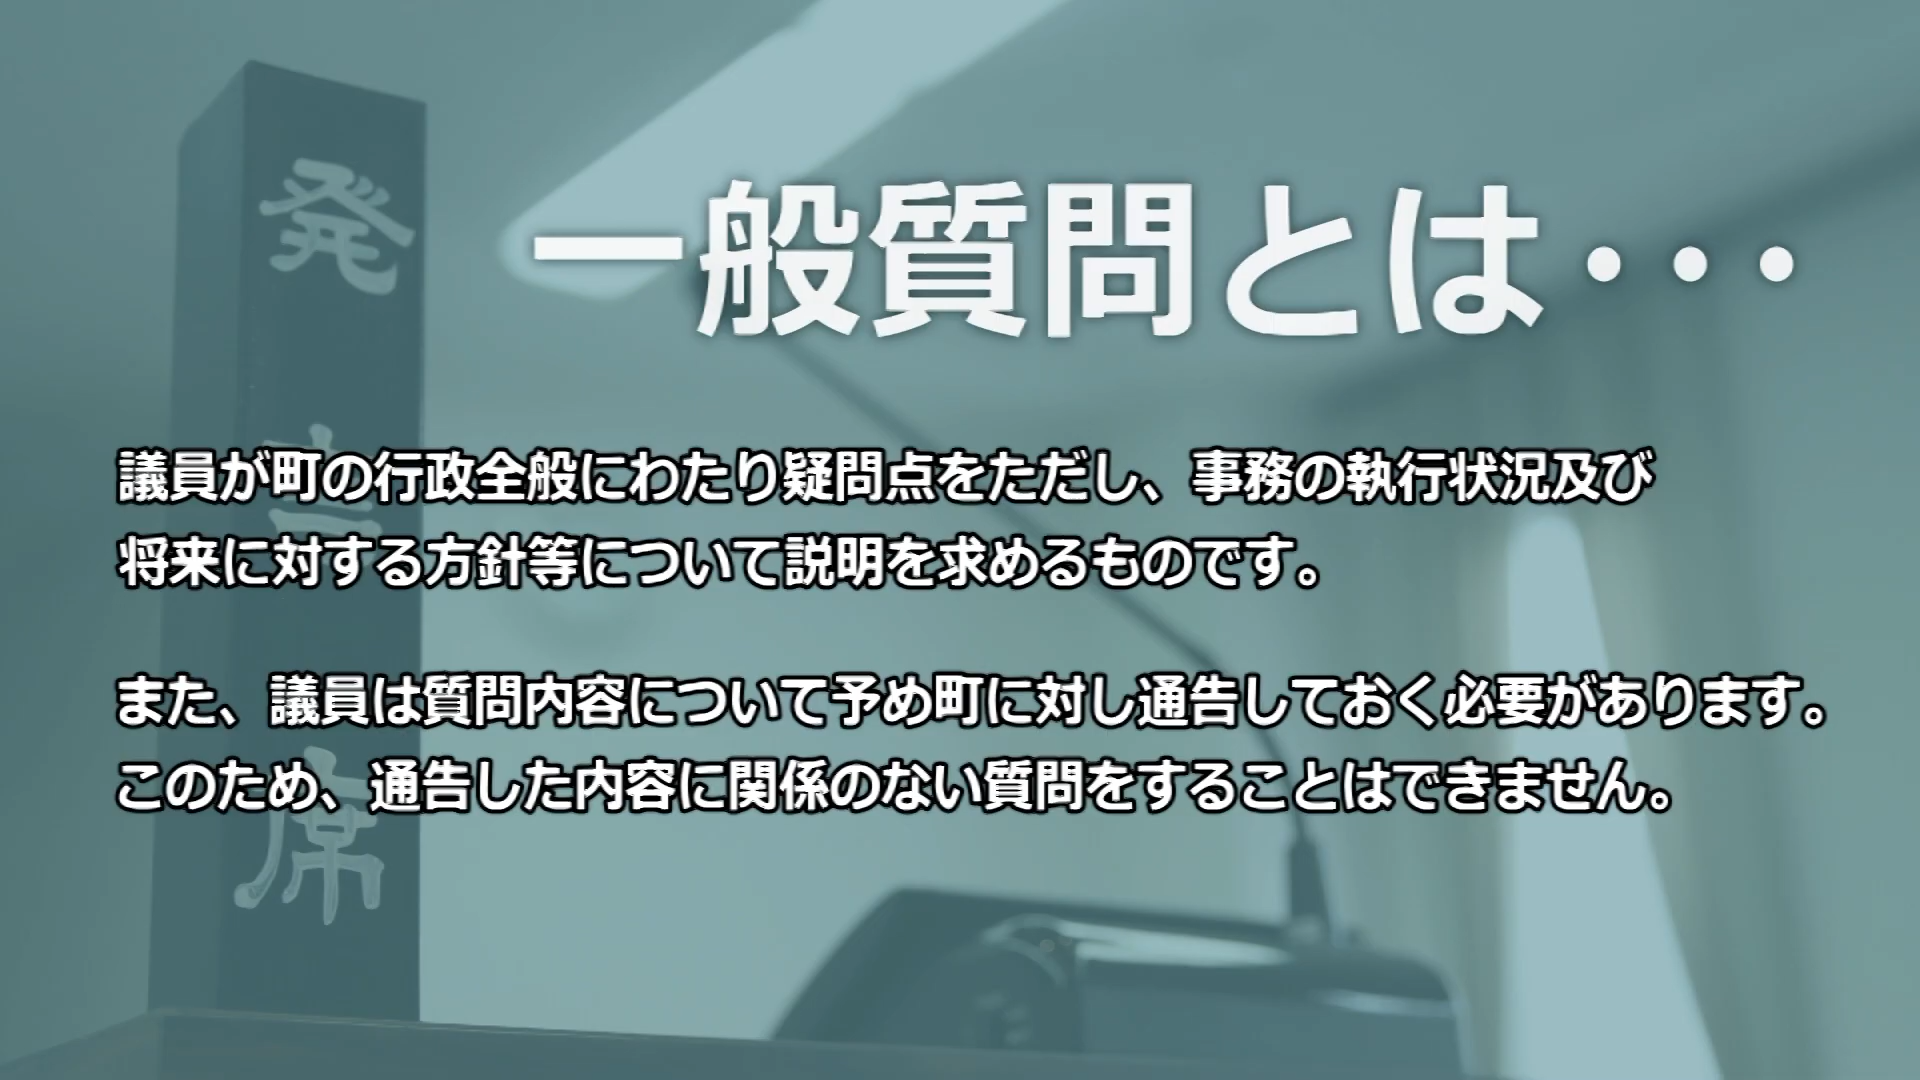 一般質問とは・・・
議員が町の行政全般にわたり疑問点をただし、事務の執行状況及び
将来に対する方針等について説明を求めるものです。
また、議員は質問内容について予め町に対し通告しておく必要があります。
このため、通告した内容に関係のない質問をすることはできません。
発言席